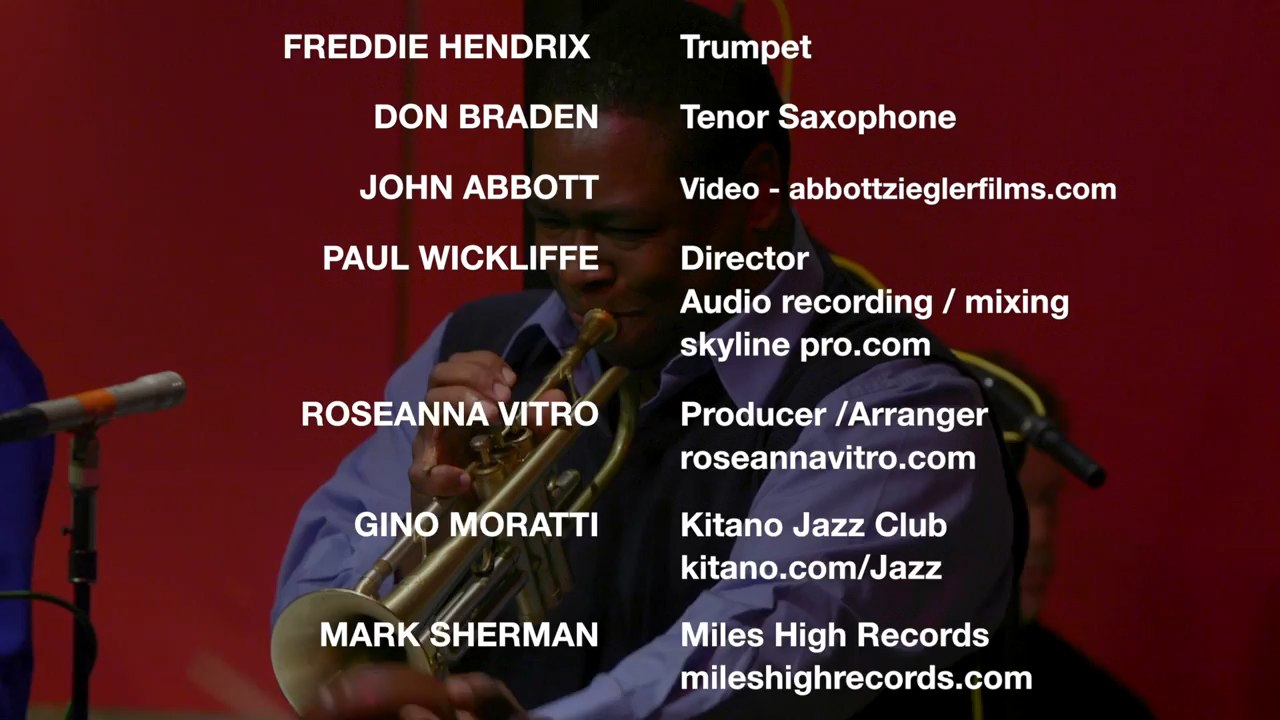 FREDDIE HENDRIX Trumpet
DON BRADEN Tenor Saxophone
JOHN ABBOTT Video - abbottzieglerfilms.com
PAUL WICKLIFFE Director
Audio recording / mixing
skyline pro.com
ROSEANNA VITRO Producer /Arranger
roseannavitro.com
GINO MORATTI Kitano Jazz Club
kitano.com/Jazz
MARK SHERMAN Miles High Records
mileshighrecords.com